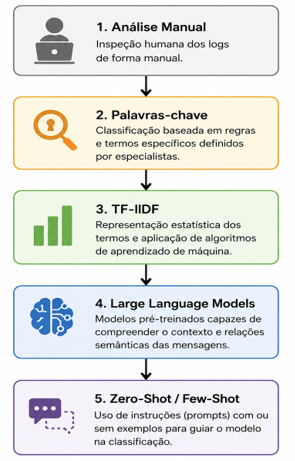 1. Análise Manual
Inspeção humana dos logs
de forma manual.
2. Palavras-chave
Classificação baseada em regras
e termos específicos definidos
por especialistas.
3. TF-IIDF
Representação estatística dos
termos e aplicação de algoritmos
de aprendizado de máquina.
4. Large Language Models
Modelos pré-treinados capazes de
compreender o contexto e relações
semânticas das mensagens.
5. Zero-Shot / Few-Shot
Uso de instruções (prompts) com ou
sem exemplos para guiar o modelo
na classificação.